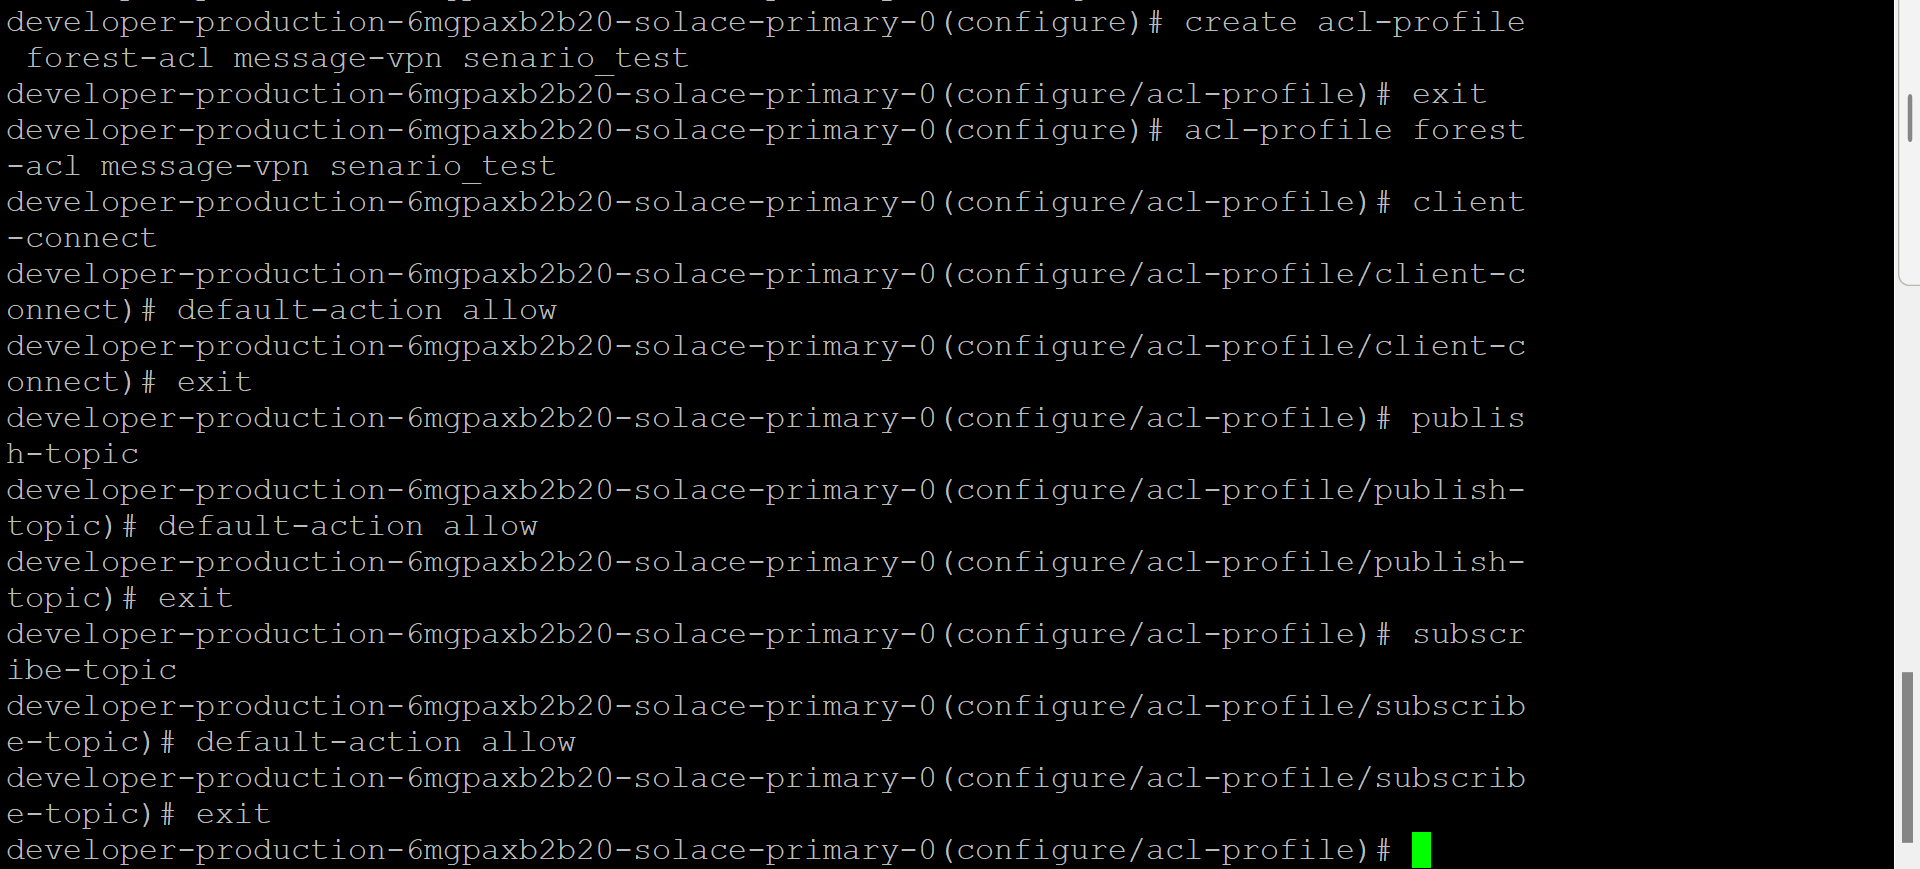 developer-production-6mgpaxb2b20-solace-primary-0(configure)# create acl-profile
 forest-acl message-vpn senario_test
developer-production-6mgpaxb2b20-solace-primary-0(configure/acl-profile)# exit
developer-production-6mgpaxb2b20-solace-primary-0(configure)# acl-profile forest
-acl message-vpn senario_test
developer-production-6mgpaxb2b20-solace-primary-0(configure/acl-profile)# client
-connect
developer-production-6mgpaxb2b20-solace-primary-0(configure/acl-profile/client-c
onnect)# default-action allow
developer-production-6mgpaxb2b20-solace-primary-0(configure/acl-profile/client-c
onnect)# exit
developer-production-6mgpaxb2b20-solace-primary-0(configure/acl-profile)# publis
h-topic
developer-production-6mgpaxb2b20-solace-primary-0(configure/acl-profile/publish-
topic)# default-action allow
developer-production-6mgpaxb2b20-solace-primary-0(configure/acl-profile/publish-
topic)# exit
developer-production-6mgpaxb2b20-solace-primary-0(configure/acl-profile)# subscr
ibe-topic
developer-production-6mgpaxb2b20-solace-primary-0(configure/acl-profile/subscrib
e-topic)# default-action allow
developer-production-6mgpaxb2b20-solace-primary-0(configure/acl-profile/subscrib
e-topic)# exit
developer-production-6mgpaxb2b20-solace-primary-0(configure/acl-profile)#